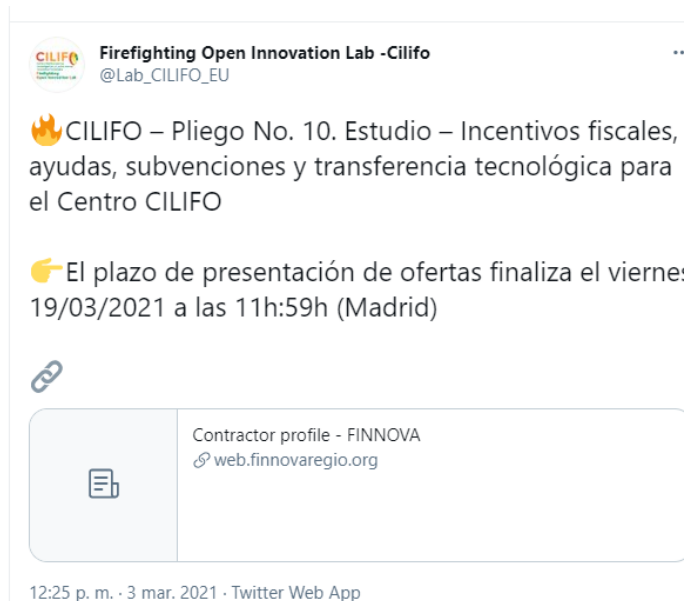 CILIFO
Firefighting Open Innovation Lab -Cilifo
@Lab_CILIFO_EU
🔥CILIFO – Pliego No. 10. Estudio – Incentivos fiscales,
ayudas, subvenciones y transferencia tecnológica para
el Centro CILIFO
👉El plazo de presentación de ofertas finaliza el viernes
19/03/2021 a las 11h:59h (Madrid)
🔗
Contractor profile - FINNOVA
web.finnovaregio.org
12:25 p. m. · 3 mar. 2021 · Twitter Web App